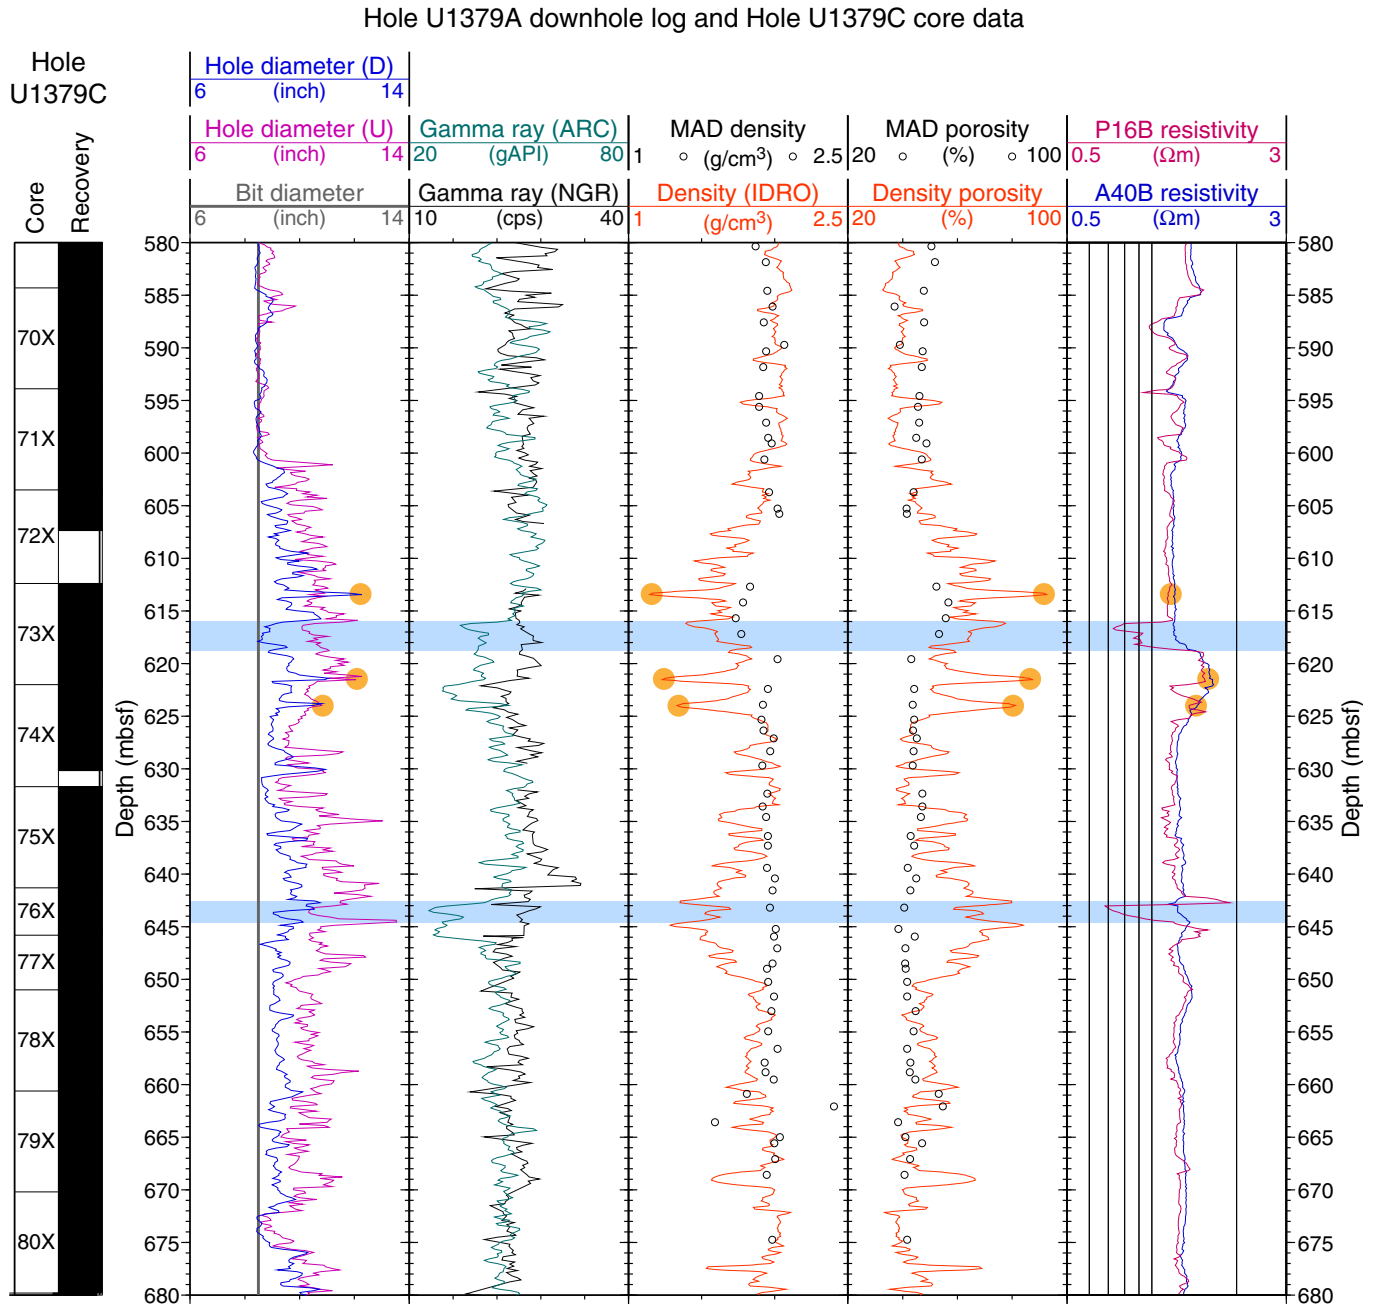 Hole U1379A downhole log and Hole U1379C core data
Hole
U1379C
Hole diameter (D)
6 (inch) 14
Hole diameter (U) Gamma ray (ARC) MAD density MAD porosity P16B resistivity
6 (inch) 14 20 (gAPI) 80 1 (g/cm³) 2.5 20 (%) 100 0.5 (Ωm) 3
Bit diameter Gamma ray (NGR) Density (IDRO) Density porosity A40B resistivity
6 (inch) 14 10 (cps) 40 1 (g/cm³) 2.5 20 (%) 100 0.5 (Ωm) 3
Core
Recovery
580 580
585 585
70X
590 590
595 595
71X
600 600
605 605
72X
610 610
615 615
73X
620 620
625 625
74X
630 630
635 635
75X
640 640
76X
645 645
77X
650 650
655 655
78X
660 660
665 665
79X
670 670
675 675
80X
680 680
Depth (mbsf)
Depth (mbsf)